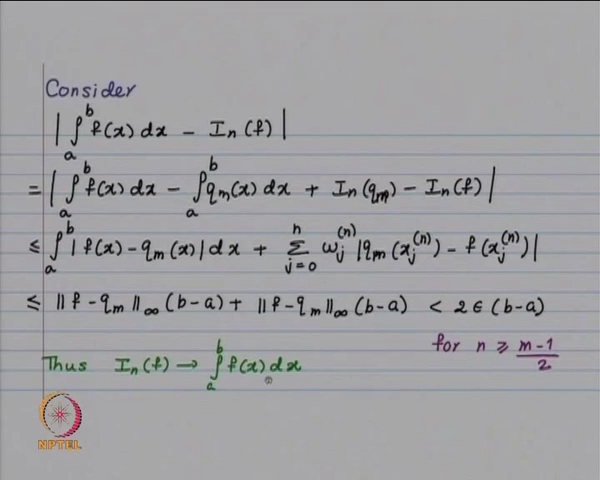 Consider
| ∫_a^b f(x) dx − I_n(f) |
= | ∫_a^b f(x) dx − ∫_a^b q_m(x) dx + I_n(q_m) − I_n(f) |
≤ ∫_a^b | f(x) − q_m(x) | dx + Σ_{j=0}^n ω_j^{(n)} | q_m(x_j^{(n)}) − f(x_j^{(n)}) |
≤ ‖f − q_m‖_∞ (b−a) + ‖f − q_m‖_∞ (b−a) < 2 ε (b−a)
for n ≥ (m−1)/2
Thus I_n(f) → ∫_a^b f(x) dx
NPTEL